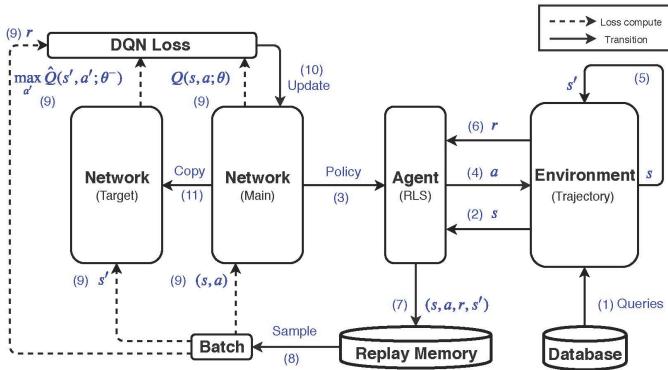 (9) r
DQN Loss
Loss compute
Transition
max_{a'} Q̂(s', a'; θ⁻)
(9)
Q(s, a; θ)
(9)
(10)
Update
s'
(5)
Network
(Target)
Copy
(11)
Network
(Main)
Policy
(3)
Agent
(RLS)
(6) r
(4) a
(2) s
Environment
(Trajectory)
s
(9) s'
(9) (s, a)
(7) (s, a, r, s')
(1) Queries
Batch
Sample
(8)
Replay Memory
Database